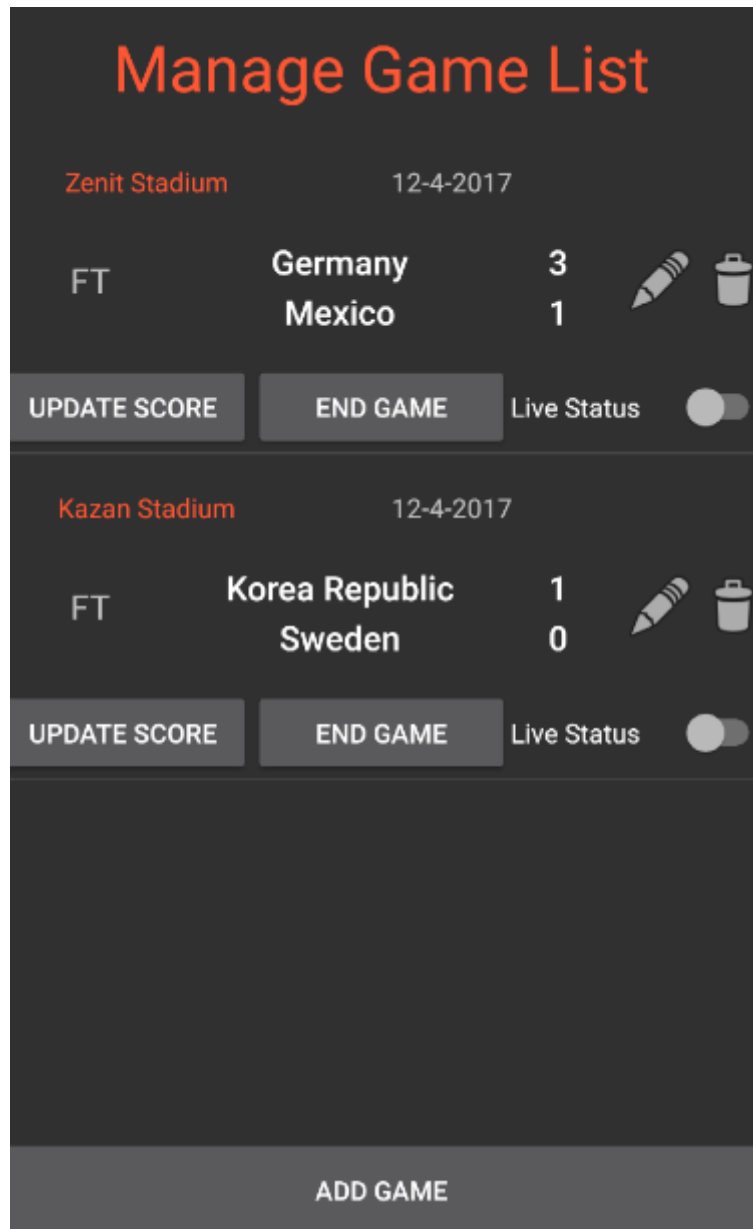 Manage Game List
Zenit Stadium 12-4-2017
FT
Germany 3
Mexico 1
UPDATE SCORE END GAME Live Status
Kazan Stadium 12-4-2017
FT
Korea Republic 1
Sweden 0
UPDATE SCORE END GAME Live Status
ADD GAME